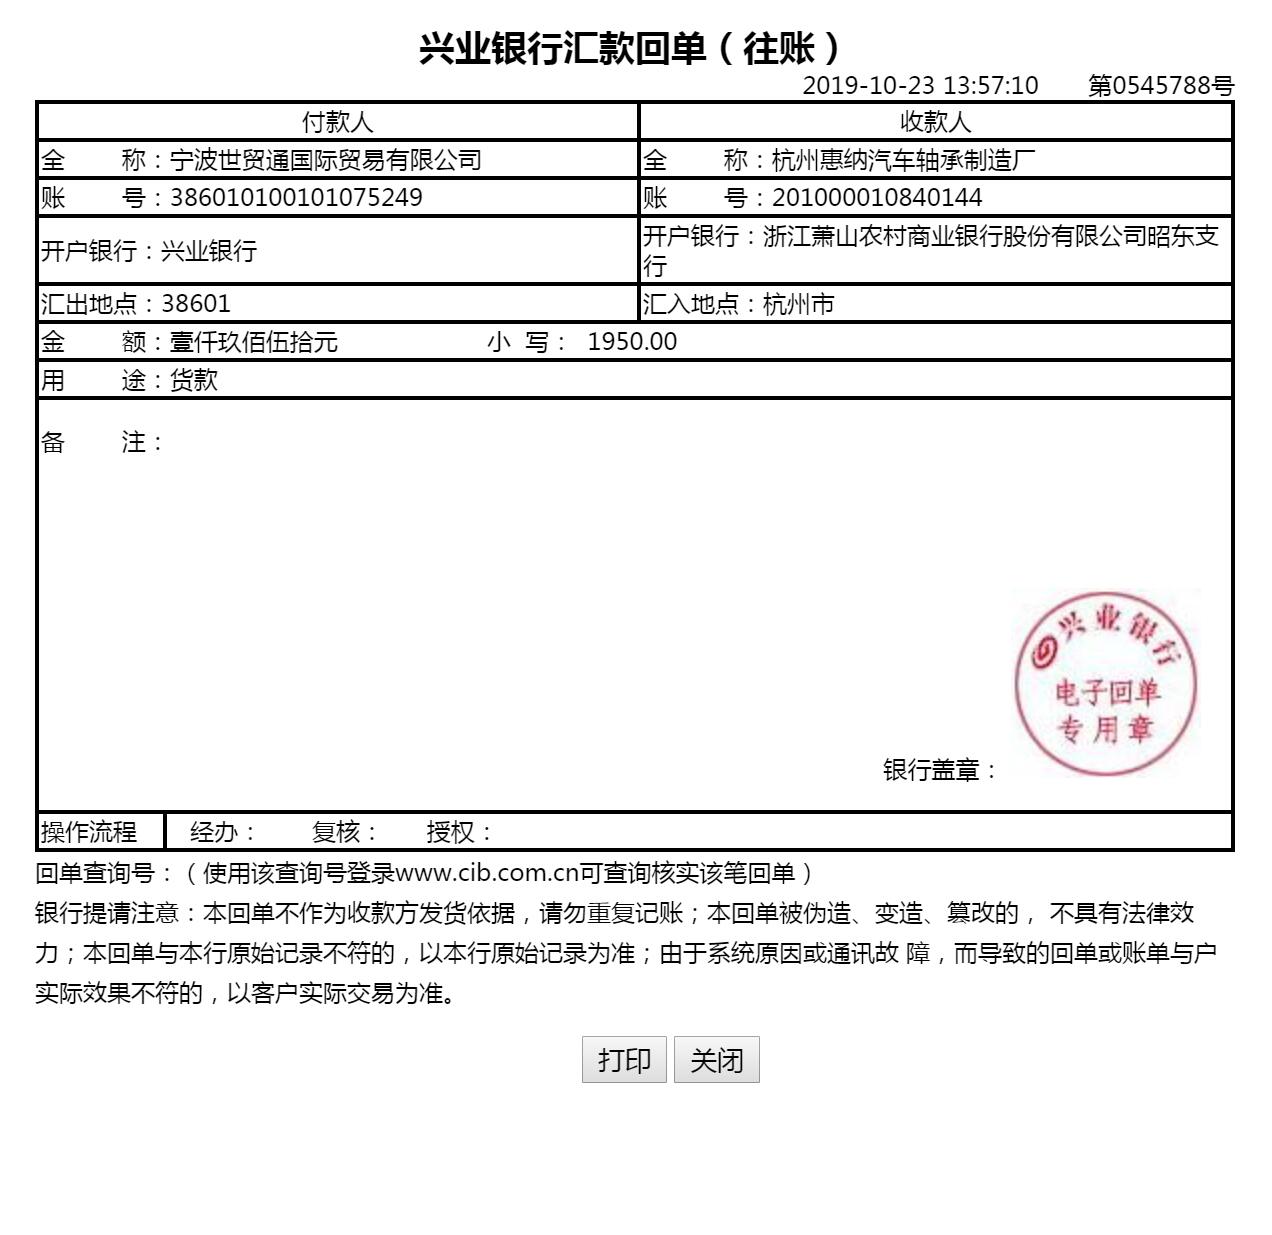 兴业银行汇款回单（往账）
2019-10-23 13:57:10 第0545788号
付款人 收款人
全 称：宁波世贸通国际贸易有限公司 全 称：杭州惠纳汽车轴承制造厂
账 号：386010100101075249 账 号：201000010840144
开户银行：兴业银行 开户银行：浙江萧山农村商业银行股份有限公司昭东支
行
汇出地点：38601 汇入地点：杭州市
金 额：壹仟玖佰伍拾元 小 写： 1950.00
用 途：货款
备 注：
兴业银行
电子回单
专用章
银行盖章：
操作流程 经办： 复核： 授权：
回单查询号：（使用该查询号登录www.cib.com.cn可查询核实该笔回单）
银行提请注意：本回单不作为收款方发货依据，请勿重复记账；本回单被伪造、变造、篡改的， 不具有法律效
力；本回单与本行原始记录不符的，以本行原始记录为准；由于系统原因或通讯故 障，而导致的回单或账单与户
实际效果不符的，以客户实际交易为准。
打印 关闭